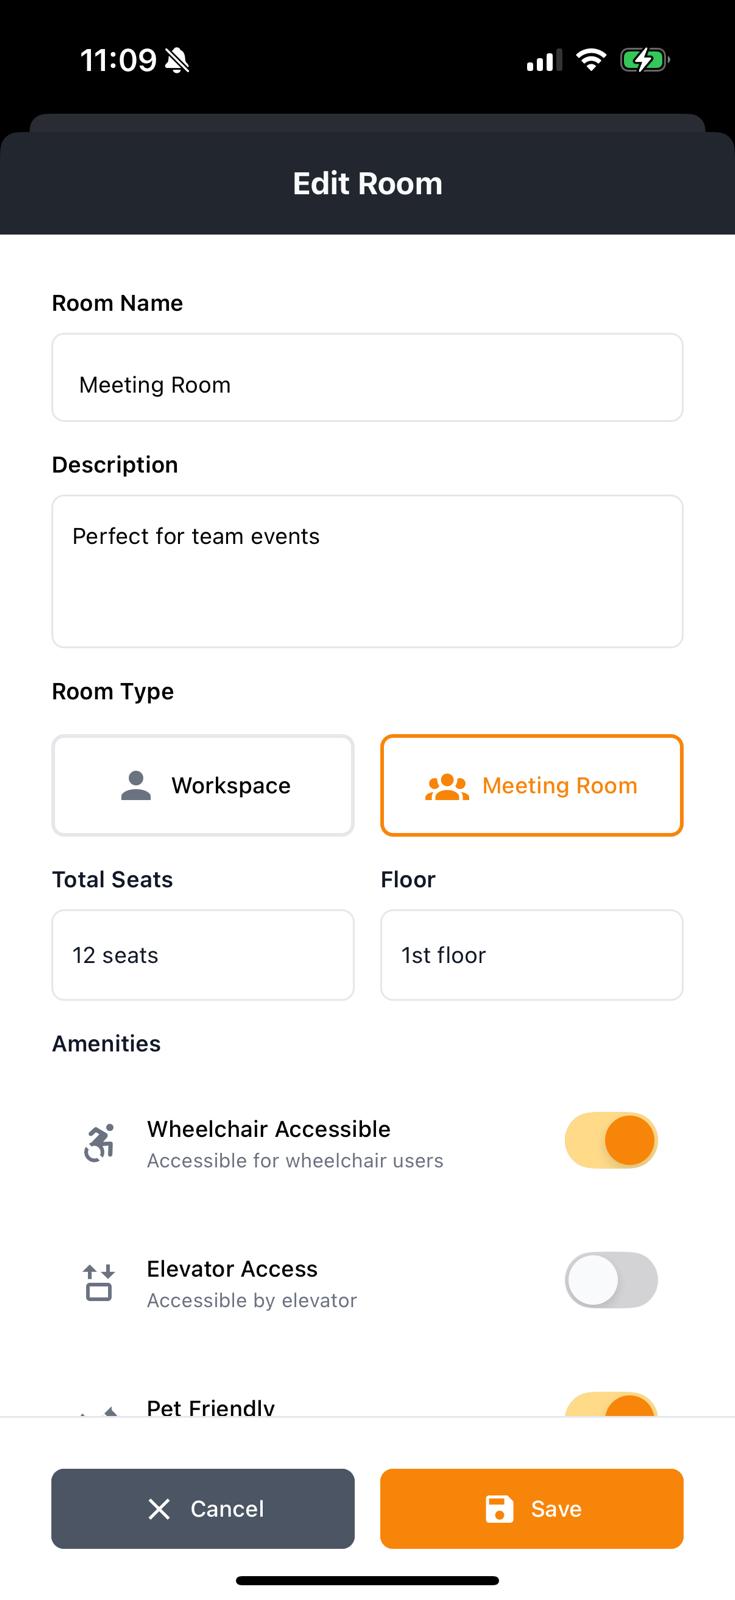 11:09
Edit Room
Room Name
Meeting Room
Description
Perfect for team events
Room Type
Workspace
Meeting Room
Total Seats
Floor
12 seats
1st floor
Amenities
Wheelchair Accessible
Accessible for wheelchair users
Elevator Access
Accessible by elevator
Pet Friendly
Cancel
Save